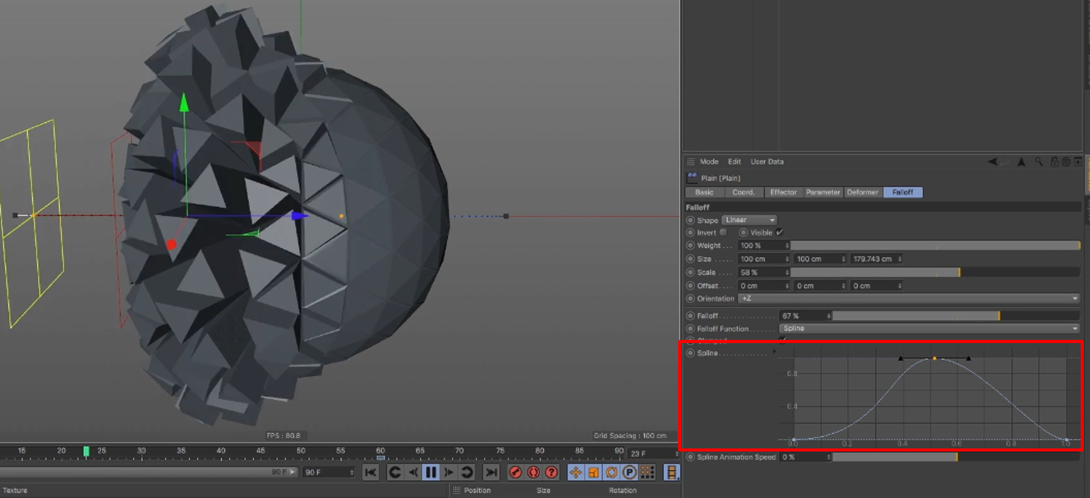 Mode Edit User Data
Plain [Plain]
Basic Coord. Effector Parameter Deformer Falloff
Falloff
Shape Linear
Invert Visible
Weight 100 %
Size 100 cm 100 cm 179.743 cm
Scale 58 %
Offset 0 cm 0 cm 0 cm
Orientation +Z
Falloff 67 %
Falloff Function Spline
Spline
0.8
0.4
0.0
0.0 0.2 0.4 0.6 0.8 1.0
Spline Animation Speed 0 %
FPS : 80.8
Grid Spacing : 100 cm
15 20 25 30 35 40 45 50 55 60 65 70 75 80 85 90
23 F
90 F 90 F
Texture
Position Size Rotation